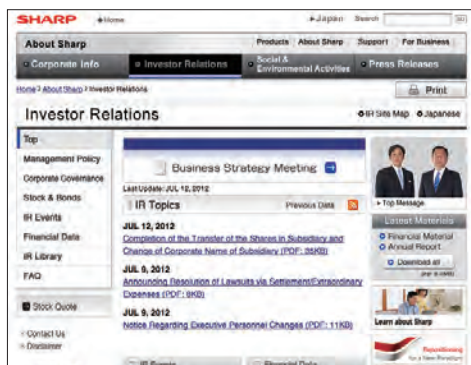 SHARP
Home
Japan
Search
About Sharp
Products
About Sharp
Support
For Business
Corporate Info
Investor Relations
Social &
Environmental Activities
Press Releases
Home > About Sharp > Investor Relations
Print
Investor Relations
IR Site Map
Japanese
Top
Management Policy
Corporate Governance
Stock & Bonds
IR Events
Financial Data
IR Library
FAQ
Stock Quote
Contact Us
Disclaimer
Business Strategy Meeting
Last Update: JUL 12, 2012
IR Topics
Previous Data
JUL 12, 2012
Completion of the Transfer of the Shares in Subsidiary and
Change of Corporate Name of Subsidiary (PDF: 35KB)
JUL 9, 2012
Announcing Resolution of Lawsuits via Settlement/Extraordinary
Expenses (PDF: 8KB)
JUL 9, 2012
Notice Regarding Executive Personnel Changes (PDF: 11KB)
IR Events
Financial Data
Top Message
Latest Materials
Financial Material
Annual Report
Download all
Learn about Sharp
Repositioning
for a New Paradigm